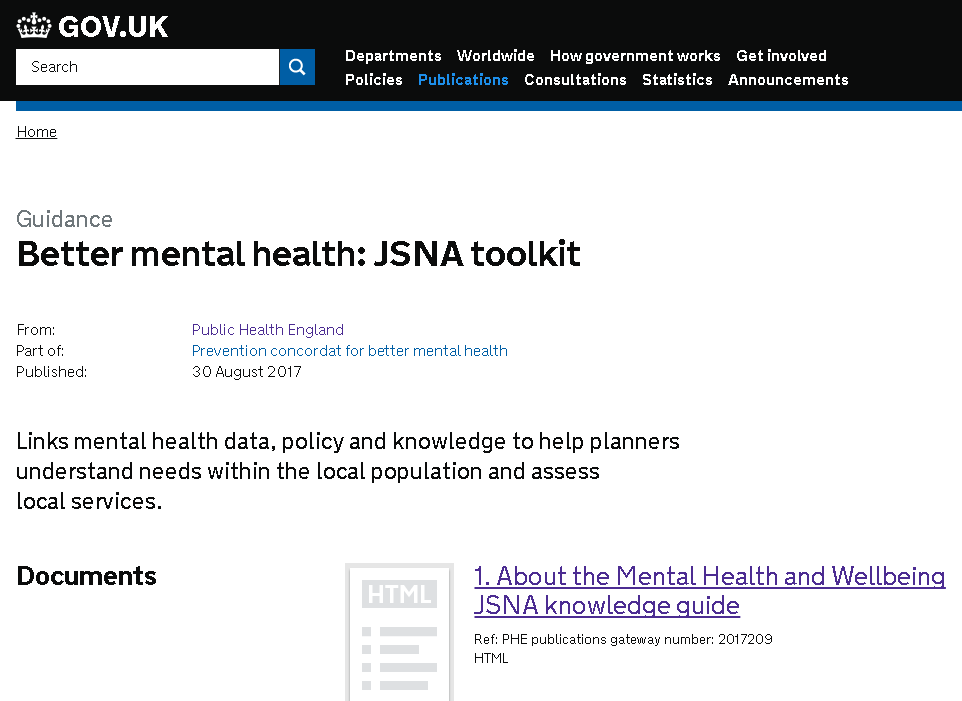 GOV.UK
Search
Departments Worldwide How government works Get involved
Policies Publications Consultations Statistics Announcements
Home
Guidance
Better mental health: JSNA toolkit
From: Public Health England
Part of: Prevention concordat for better mental health
Published: 30 August 2017
Links mental health data, policy and knowledge to help planners
understand needs within the local population and assess
local services.
Documents
HTML
1. About the Mental Health and Wellbeing
JSNA knowledge guide
Ref: PHE publications gateway number: 2017209
HTML